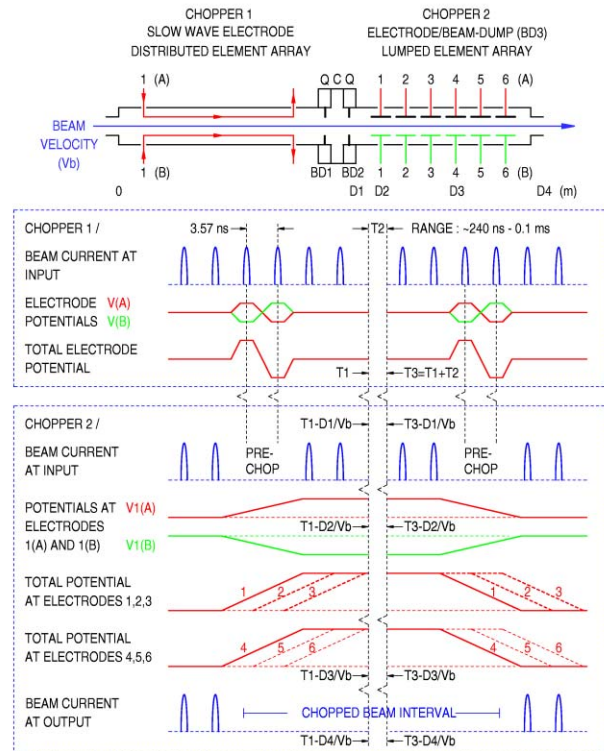 CHOPPER 1 CHOPPER 2
SLOW WAVE ELECTRODE ELECTRODE/BEAM-DUMP (BD3)
DISTRIBUTED ELEMENT ARRAY LUMPED ELEMENT ARRAY
1 (A) Q C Q 1 2 3 4 5 6 (A)
BEAM
VELOCITY
(Vb)
1 (B) BD1 BD2 1 2 3 4 5 6 (B)
0 D1 D2 D3 D4 (m)
CHOPPER 1 / 3.57 ns T2 RANGE : ~240 ns - 0.1 ms
BEAM CURRENT AT
INPUT
ELECTRODE V(A)
POTENTIALS V(B)
TOTAL ELECTRODE
POTENTIAL
T1 T3=T1+T2
CHOPPER 2 / T1-D1/Vb T3-D1/Vb
BEAM CURRENT
AT INPUT
PRE-
CHOP
PRE-
CHOP
POTENTIALS AT V1(A)
ELECTRODES
1(A) AND 1(B) V1(B)
T1-D2/Vb T3-D2/Vb
TOTAL POTENTIAL
AT ELECTRODES 1,2,3
1 2 3 1 2 3
TOTAL POTENTIAL
AT ELECTRODES 4,5,6
4 5 6 4 5 6
T1-D3/Vb T3-D3/Vb
BEAM CURRENT
AT OUTPUT
CHOPPED BEAM INTERVAL
T1-D4/Vb T3-D4/Vb